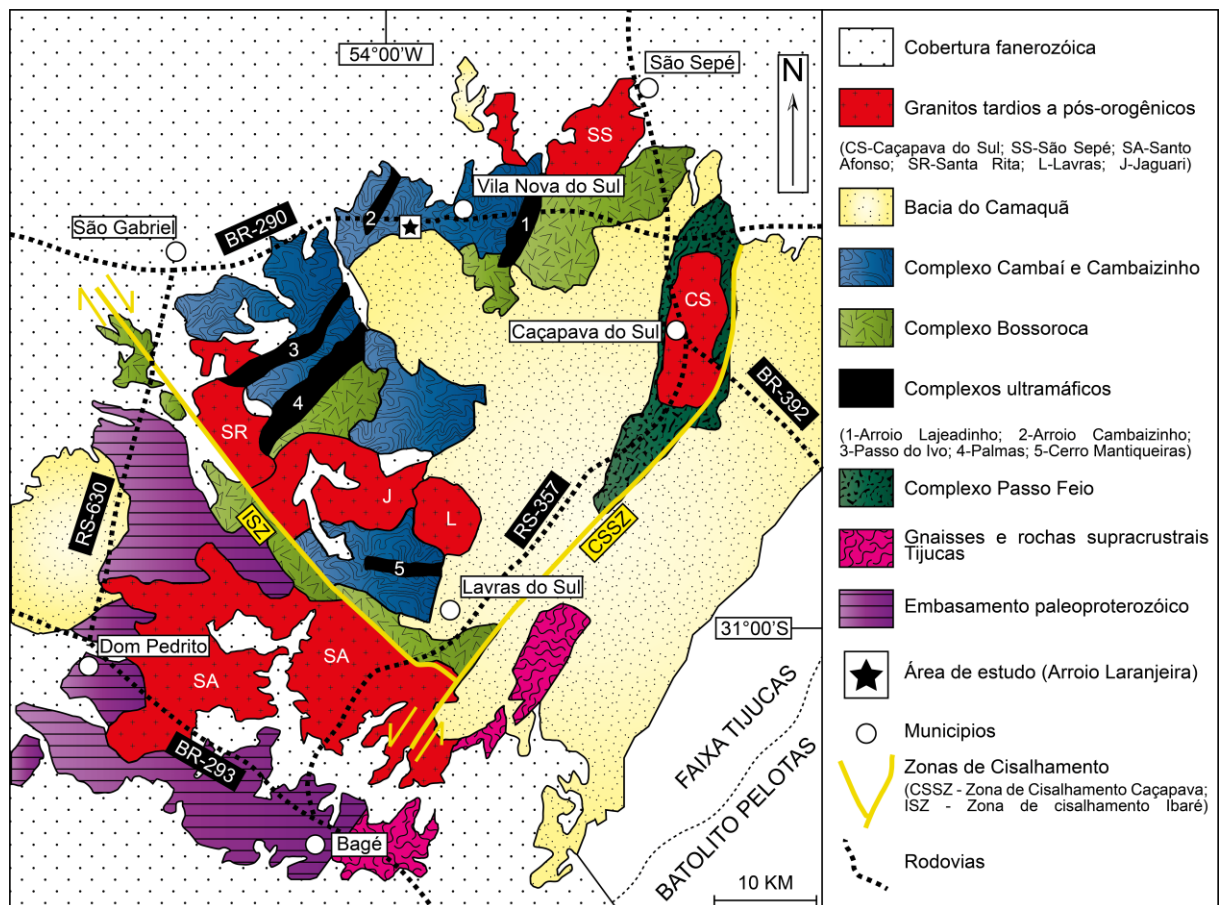 54°00'W
São Sepé
N
SS
Vila Nova do Sul
2
1
São Gabriel
BR-290
CS
Caçapava do Sul
3
BR-392
4
SR
J
L
ISZ
RS-630
RS-357
CSSZ
5
Lavras do Sul
31°00'S
Dom Pedrito
SA
SA
BR-293
FAIXA TIJUCAS
BATOLITO PELOTAS
Bagé
10 KM
Cobertura fanerozóica
Granitos tardios a pós-orogênicos
(CS-Caçapava do Sul; SS-São Sepé; SA-Santo
Afonso; SR-Santa Rita; L-Lavras; J-Jaguari)
Bacia do Camaquã
Complexo Cambaí e Cambaizinho
Complexo Bossoroca
Complexos ultramáficos
(1-Arroio Lajeadinho; 2-Arroio Cambaizinho;
3-Passo do Ivo; 4-Palmas; 5-Cerro Mantiqueiras)
Complexo Passo Feio
Gnaisses e rochas supracrustrais
Tijucas
Embasamento paleoproterozóico
Área de estudo (Arroio Laranjeira)
Municipios
Zonas de Cisalhamento
(CSSZ - Zona de Cisalhamento Caçapava;
ISZ - Zona de cisalhamento Ibaré)
Rodovias